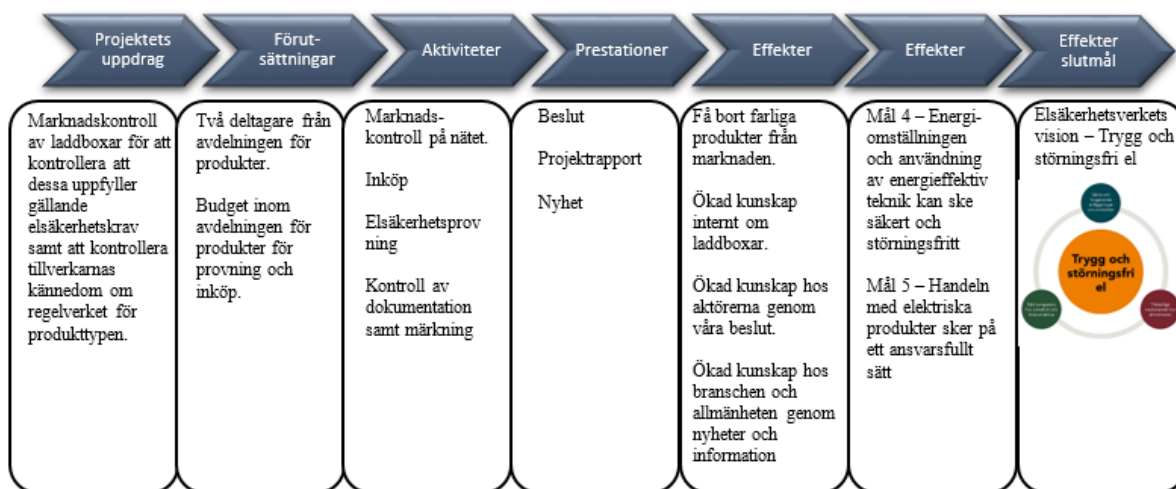 Projektets
uppdrag
Förut-
sättningar
Aktiviteter
Prestationer
Effekter
Effekter
Effekter
slutmål
Marknadskontroll
av laddboxar för att
kontrollera att
dessa uppfyller
gällande
elsäkerhetskrav
samt att kontrollera
tillverkarnas
kännedom om
regelverket för
produkttypen.
Två deltagare från
avdelningen för
produkter.
Budget inom
avdelningen för
produkter för
provning och
inköp.
Marknads-
kontroll på nätet.
Inköp
Elsäkerhetsprov
ning
Kontroll av
dokumentation
samt märkning
Beslut
Projektrapport
Nyhet
Få bort farliga
produkter från
marknaden.
Ökad kunskap
internt om
laddboxar.
Ökad kunskap hos
aktörerna genom
våra beslut.
Ökad kunskap hos
branschen och
allmänheten genom
nyheter och
information
Mål 4 – Energi-
omställningen
och användning
av energieffektiv
teknik kan ske
säkert och
störningsfritt
Mål 5 – Handeln
med elektriska
produkter sker på
ett ansvarsfullt
sätt
Elsäkerhetsverkets
vision – Trygg och
störningsfri el
Trygg och
störningsfri
el